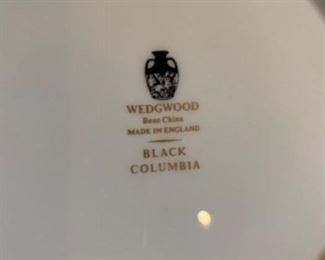 WEDGWOOD
Bone China
MADE IN ENGLAND
BLACK
COLUMBIA